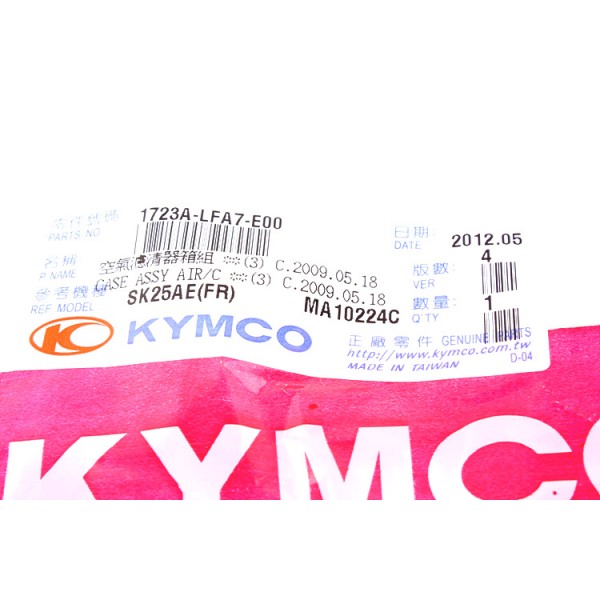 零件號碼 1723A-LFA7-E00
PARTS NO
日期: 2012.05
DATE
名稱 空氣濾清器箱組 ※※(3) C.2009.05.18
P.NAME CASE ASSY AIR/C ※※(3) C.2009.05.18
版數: 4
VER
參考機種 SK25AE(FR) MA10224C
REF MODEL
數量: 1
Q'TY
KYMCO
正廠零件 GENUINE PARTS
http://www.kymco.com.tw
MADE IN TAIWAN D-04
KYMCO